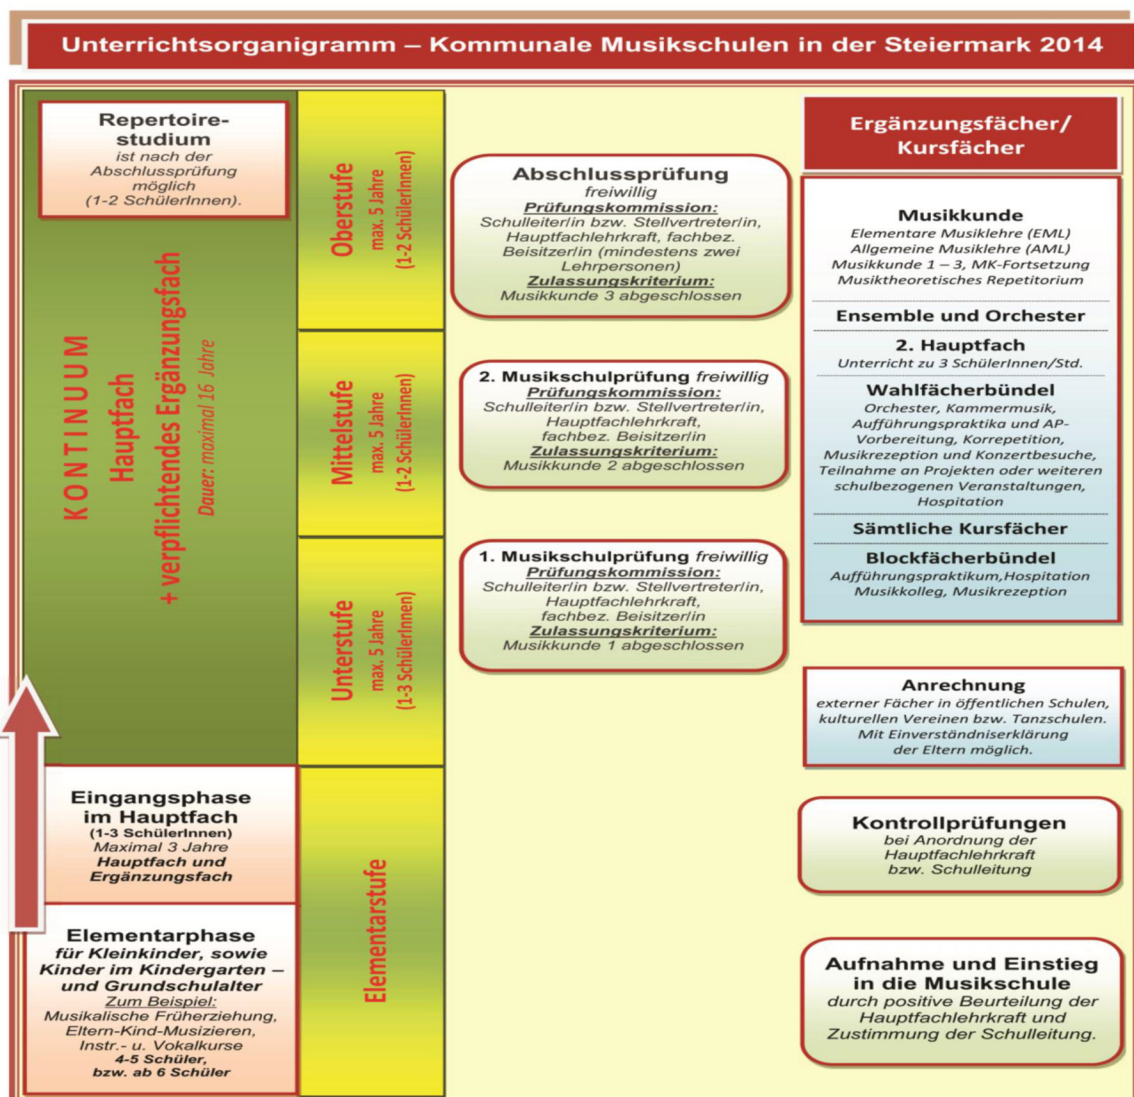 Unterrichtsorganigramm – Kommunale Musikschulen in der Steiermark 2014
Repertoire-
studium
ist nach der
Abschlussprüfung
möglich
(1-2 SchülerInnen).
KONTINUUM
Hauptfach
+ verpflichtendes Ergänzungsfach
Dauer: maximal 16 Jahre
Eingangsphase
im Hauptfach
(1-3 SchülerInnen)
Maximal 3 Jahre
Hauptfach und
Ergänzungsfach
Elementarphase
für Kleinkinder, sowie
Kinder im Kindergarten –
und Grundschulalter
Zum Beispiel:
Musikalische Früherziehung,
Eltern-Kind-Musizieren,
Instr.- u. Vokalkurse
4-5 Schüler,
bzw. ab 6 Schüler
Oberstufe
max. 5 Jahre
(1-2 SchülerInnen)
Mittelstufe
max. 5 Jahre
(1-2 SchülerInnen)
Unterstufe
max. 5 Jahre
(1-3 SchülerInnen)
Elementarstufe
Abschlussprüfung
freiwillig
Prüfungskommission:
Schulleiter/in bzw. Stellvertreter/in,
Hauptfachlehrkraft, fachbez.
Beisitzer/in (mindestens zwei
Lehrpersonen)
Zulassungskriterium:
Musikkunde 3 abgeschlossen
2. Musikschulprüfung freiwillig
Prüfungskommission:
Schulleiter/in bzw. Stellvertreter/in,
Hauptfachlehrkraft,
fachbez. Beisitzer/in
Zulassungskriterium:
Musikkunde 2 abgeschlossen
1. Musikschulprüfung freiwillig
Prüfungskommission:
Schulleiter/in bzw. Stellvertreter/in,
Hauptfachlehrkraft,
fachbez. Beisitzer/in
Zulassungskriterium:
Musikkunde 1 abgeschlossen
Ergänzungsfächer/
Kursfächer
Musikkunde
Elementare Musiklehre (EML)
Allgemeine Musiklehre (AML)
Musikkunde 1 – 3, MK-Fortsetzung
Musiktheoretisches Repetitorium
Ensemble und Orchester
2. Hauptfach
Unterricht zu 3 SchülerInnen/Std.
Wahlfächerbündel
Orchester, Kammermusik,
Aufführungspraktika und AP-
Vorbereitung, Korrepetition,
Musikrezeption und Konzertbesuche,
Teilnahme an Projekten oder weiteren
schulbezogenen Veranstaltungen,
Hospitation
Sämtliche Kursfächer
Blockfächerbündel
Aufführungspraktikum,Hospitation
Musikkolleg, Musikrezeption
Anrechnung
externer Fächer in öffentlichen Schulen,
kulturellen Vereinen bzw. Tanzschulen.
Mit Einverständniserklärung
der Eltern möglich.
Kontrollprüfungen
bei Anordnung der
Hauptfachlehrkraft
bzw. Schulleitung
Aufnahme und Einstieg
in die Musikschule
durch positive Beurteilung der
Hauptfachlehrkraft und
Zustimmung der Schulleitung.